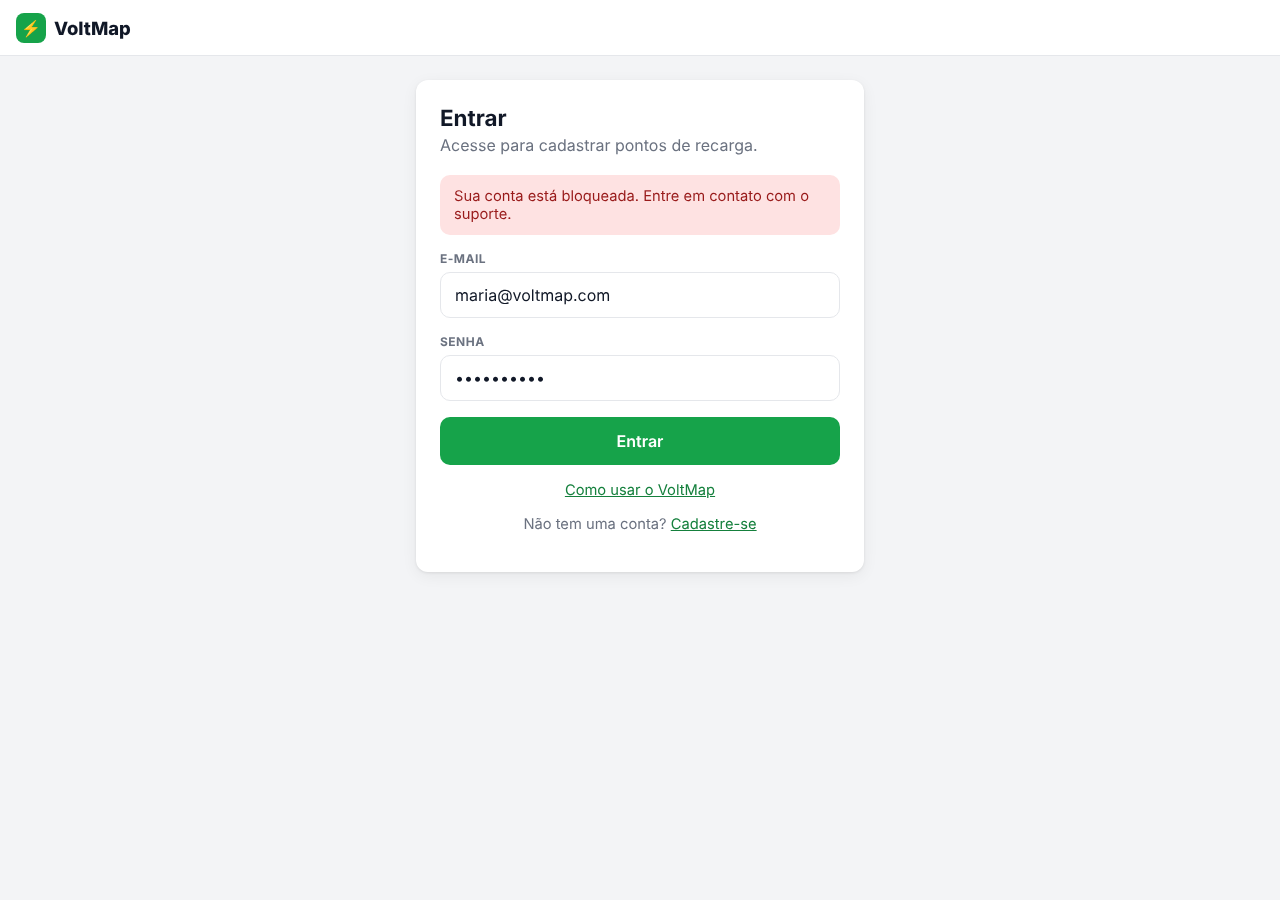 ⚡ VoltMap
Entrar
Acesse para cadastrar pontos de recarga.
Sua conta está bloqueada. Entre em contato com o
suporte.
E-MAIL
maria@voltmap.com
SENHA
••••••••••
Entrar
Como usar o VoltMap
Não tem uma conta? Cadastre-se